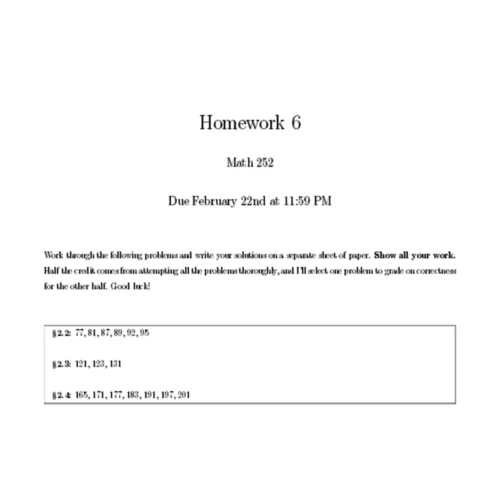 Homework 6
Math 252
Due February 22nd at 11:59 PM
Work through the following problems and write your solutions on a separate sheet of paper. Show all your work.
Half the credit comes from attempting all the problems thoroughly, and I'll select one problem to grade on correctness
for the other half. Good luck!
§2.2: 77, 81, 87, 89, 92, 95
§2.3: 121, 123, 131
§2.4: 165, 171, 177, 183, 191, 197, 201